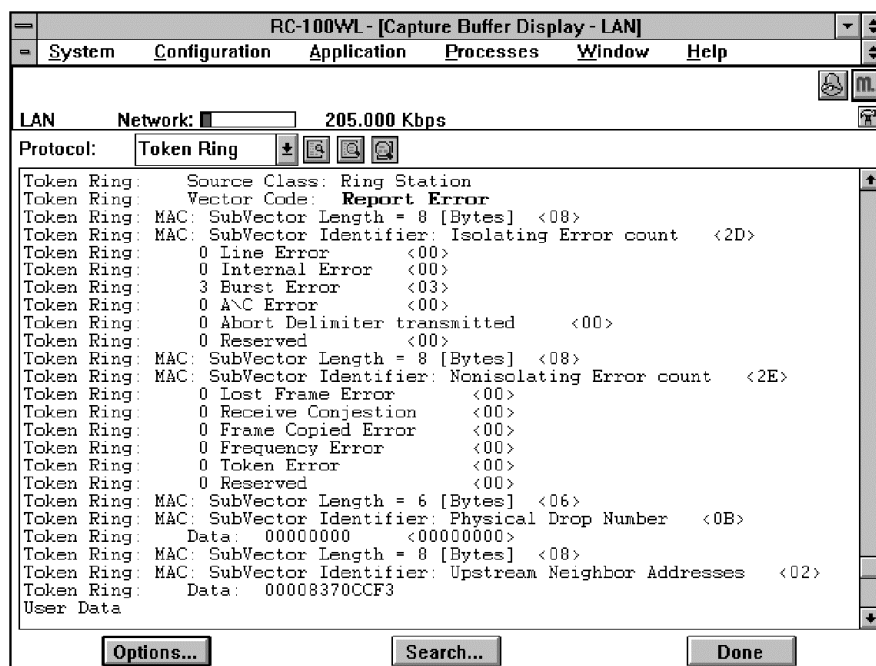 RC-100WL - [Capture Buffer Display - LAN]
System Configuration Application Processes Window Help
m.
LAN Network: 205.000 Kbps
Protocol: Token Ring
Token Ring: Source Class: Ring Station
Token Ring: Vector Code: Report Error
Token Ring: MAC: SubVector Length = 8 [Bytes] <08>
Token Ring: MAC: SubVector Identifier: Isolating Error count <2D>
Token Ring: 0 Line Error <00>
Token Ring: 0 Internal Error <00>
Token Ring: 3 Burst Error <03>
Token Ring: 0 A\C Error <00>
Token Ring: 0 Abort Delimiter transmitted <00>
Token Ring: 0 Reserved <00>
Token Ring: MAC: SubVector Length = 8 [Bytes] <08>
Token Ring: MAC: SubVector Identifier: Nonisolating Error count <2E>
Token Ring: 0 Lost Frame Error <00>
Token Ring: 0 Receive Conjestion <00>
Token Ring: 0 Frame Copied Error <00>
Token Ring: 0 Frequency Error <00>
Token Ring: 0 Token Error <00>
Token Ring: 0 Reserved <00>
Token Ring: MAC: SubVector Length = 6 [Bytes] <06>
Token Ring: MAC: SubVector Identifier: Physical Drop Number <0B>
Token Ring: Data: 00000000 <00000000>
Token Ring: MAC: SubVector Length = 8 [Bytes] <08>
Token Ring: MAC: SubVector Identifier: Upstream Neighbor Addresses <02>
Token Ring: Data: 00008370CCF3
User Data
Options... Search... Done